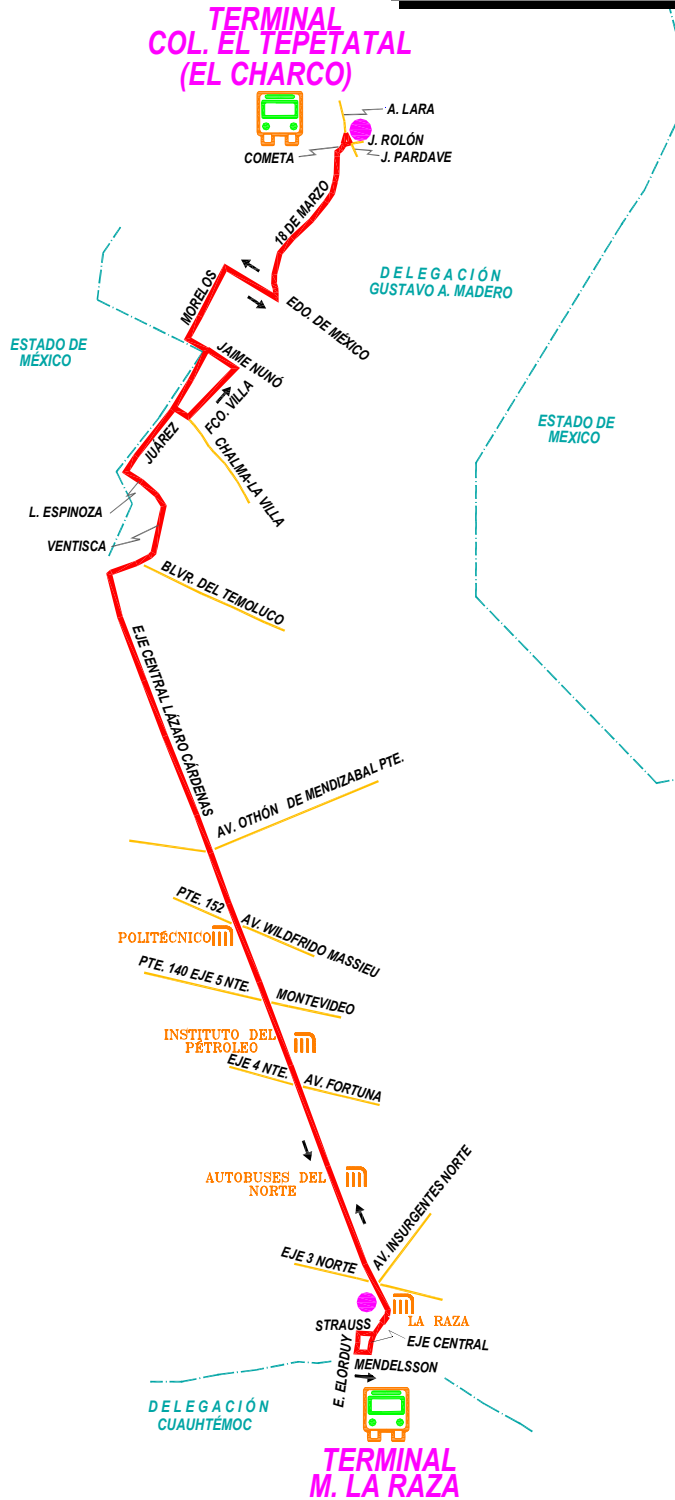 TERMINAL
COL. EL TEPETATAL
(EL CHARCO)
A. LARA
J. ROLÓN
J. PARDAVE
COMETA
18 DE MARZO
DELEGACIÓN
GUSTAVO A. MADERO
MORELOS
EDO. DE MÉXICO
ESTADO DE
MÉXICO
JAIME NUNÓ
FCO. VILLA
JUAREZ
CHALMA-LA VILLA
ESTADO DE
MEXICO
L. ESPINOZA
VENTISCA
BLVR. DEL TEMOLUCO
EJE CENTRAL LÁZARO CÁRDENAS
AV. OTHÓN DE MENDIZABAL PTE.
PTE. 152
AV. WILDFRIDO MASSIEU
POLITÉCNICO
PTE. 140 EJE 5 NTE.
MONTEVIDEO
INSTITUTO DEL
PÉTROLEO
EJE 4 NTE.
AV. FORTUNA
AUTOBUSES DEL
NORTE
AV. INSURGENTES NORTE
EJE 3 NORTE
LA RAZA
STRAUSS
EJE CENTRAL
E. ELORDUY
MENDELSSON
DELEGACIÓN
CUAUHTÉMOC
TERMINAL
M. LA RAZA